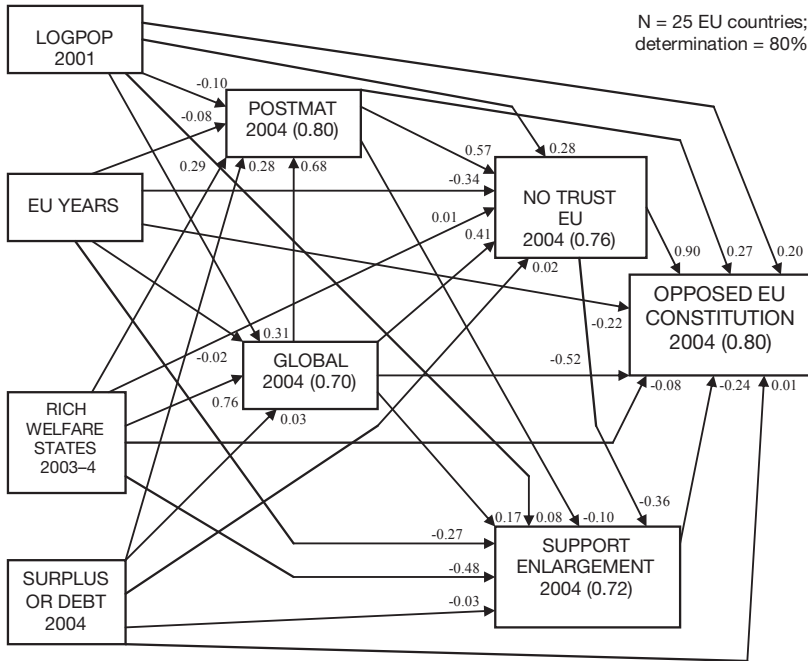 LOGPOP
2001
N = 25 EU countries;
determination = 80%
-0.10
-0.08
POSTMAT
2004 (0.80)
0.29
0.28
0.68
0.57
0.28
-0.34
EU YEARS
0.01
0.41
NO TRUST
EU
2004 (0.76)
0.02
0.90
0.27
0.20
-0.22
OPPOSED EU
CONSTITUTION
2004 (0.80)
0.31
-0.02
GLOBAL
2004 (0.70)
-0.52
-0.08
-0.24
0.01
0.76
0.03
RICH
WELFARE
STATES
2003–4
0.17
0.08
-0.10
-0.36
-0.27
-0.48
-0.03
SUPPORT
ENLARGEMENT
2004 (0.72)
SURPLUS
OR DEBT
2004